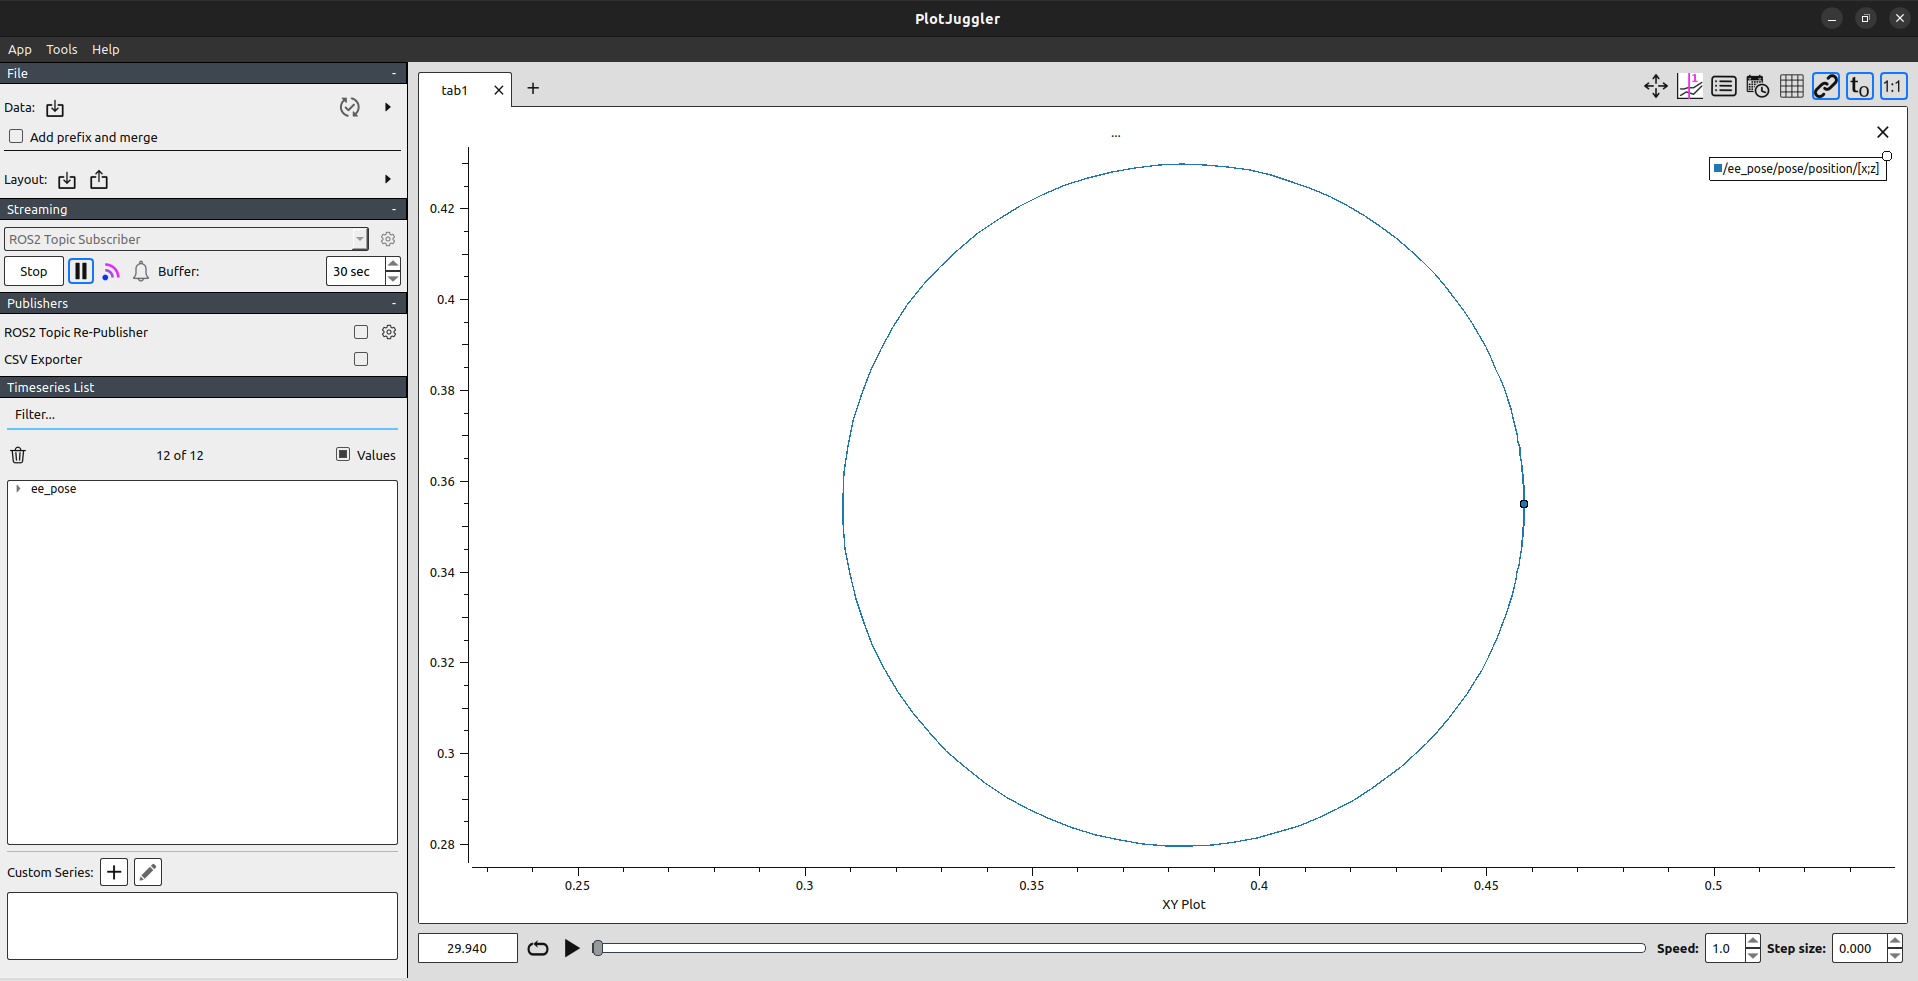 PlotJuggler
App Tools Help
File -
Data:
Add prefix and merge
Layout:
Streaming -
ROS2 Topic Subscriber
Stop Buffer: 30 sec
Publishers -
ROS2 Topic Re-Publisher
CSV Exporter
Timeseries List
Filter...
12 of 12 Values
ee_pose
Custom Series:
tab1
1 to 1:1
...
/ee_pose/pose/position/[x;z]
0.42
0.4
0.38
0.36
0.34
0.32
0.3
0.28
0.25 0.3 0.35 0.4 0.45 0.5
XY Plot
29.940 Speed: 1.0 Step size: 0.000